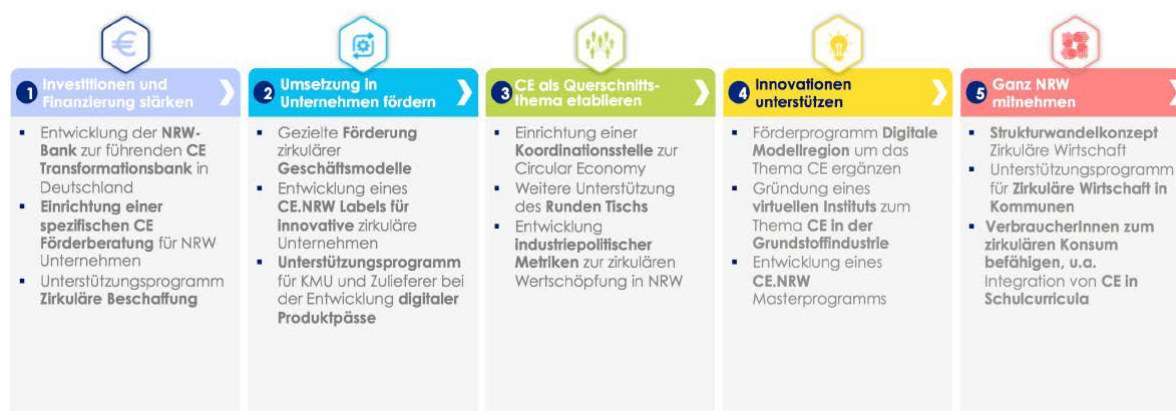 1 Investitionen und
Finanzierung stärken
▪ Entwicklung der NRW-
Bank zur führenden CE
Transformationsbank in
Deutschland
▪ Einrichtung einer
spezifischen CE
Förderberatung für NRW
Unternehmen
▪ Unterstützungsprogramm
Zirkuläre Beschaffung
2 Umsetzung in
Unternehmen fördern
▪ Gezielte Förderung
zirkulärer
Geschäftsmodelle
▪ Entwicklung eines
CE.NRW Labels für
innovative zirkuläre
Unternehmen
▪ Unterstützungsprogramm
für KMU und Zulieferer bei
der Entwicklung digitaler
Produktpässe
3 CE als Querschnitts-
thema etablieren
▪ Einrichtung einer
Koordinationsstelle zur
Circular Economy
▪ Weitere Unterstützung
des Runden Tischs
▪ Entwicklung
industriepolitischer
Metriken zur zirkulären
Wertschöpfung in NRW
4 Innovationen
unterstützen
▪ Förderprogramm Digitale
Modellregion um das
Thema CE ergänzen
▪ Gründung eines
virtuellen Instituts zum
Thema CE in der
Grundstoffindustrie
▪ Entwicklung eines
CE.NRW
Masterprogramms
5 Ganz NRW
mitnehmen
▪ Strukturwandelkonzept
Zirkuläre Wirtschaft
▪ Unterstützungsprogramm
für Zirkuläre Wirtschaft in
Kommunen
▪ VerbraucherInnen zum
zirkulären Konsum
befähigen, u.a.
Integration von CE in
Schulcurricula